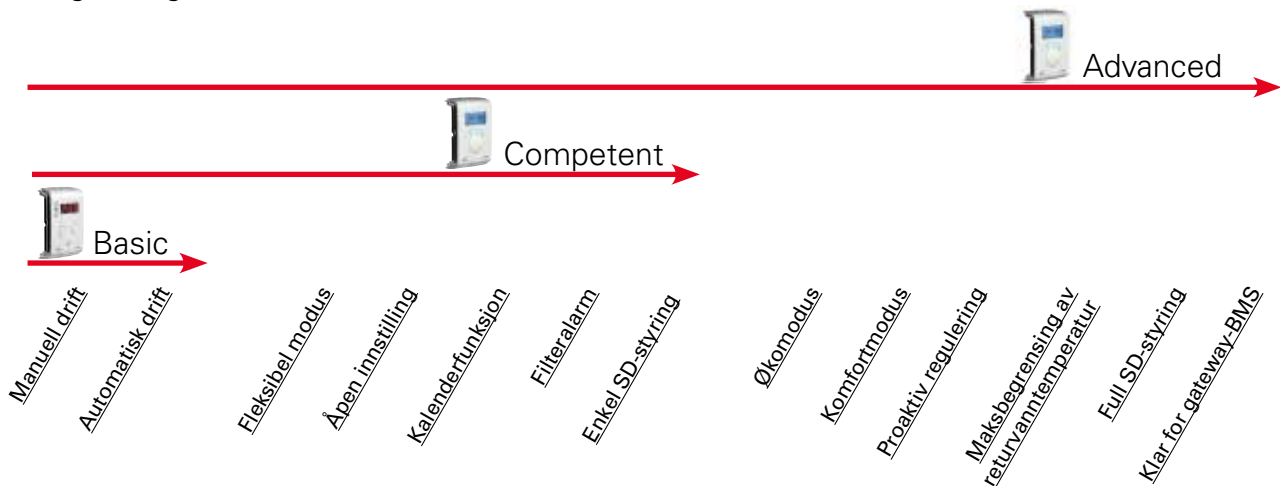 Advanced
Competent
Basic
Manuell drift
Automatisk drift
Fleksibel modus
Åpen innstilling
Kalenderfunksjon
Filteralarm
Enkel SD-styring
Økomodus
Komfortmodus
Proaktiv regulering
Maksbegrensing av
returvanntemperatur
Full SD-styring
Klar for gateway-BMS